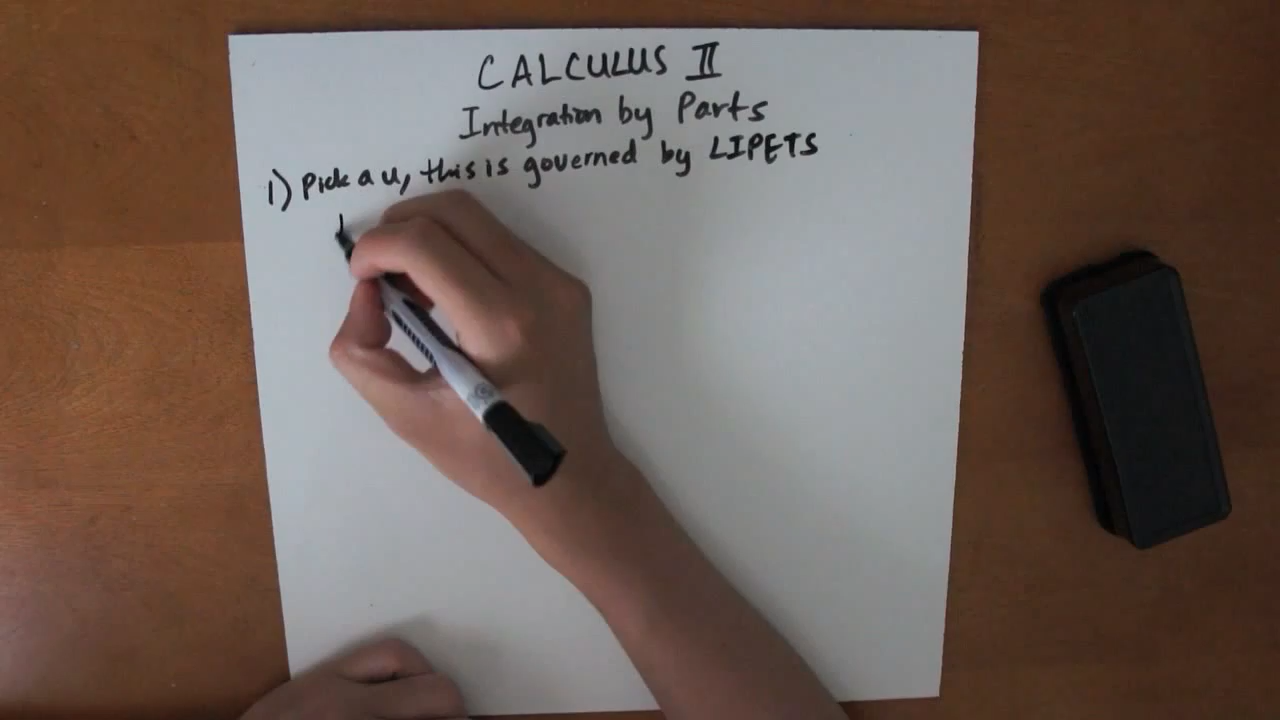 CALCULUS II
Integration by Parts
1) Pick a u, this is governed by LIPETS